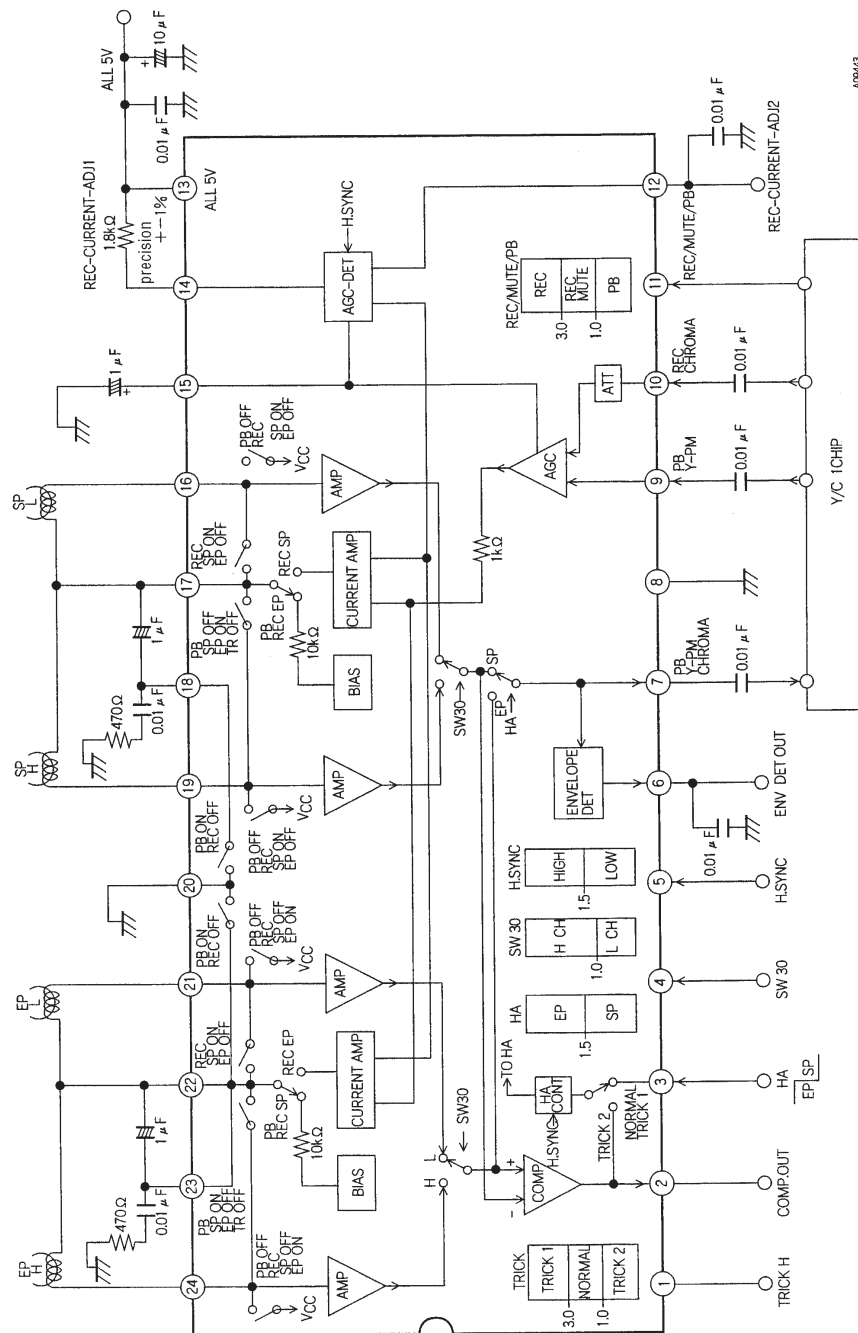 ALL 5V
10 μF
+
0.01 μF
REC-CURRENT-ADJ1
1.8kΩ
precision
+-1%
1 μF
+
SP
L
1 μF
470Ω
0.01 μF
SP
H
EP
L
1 μF
470Ω
0.01 μF
EP
H
13
14
15
16
17
18
19
20
21
22
23
24
ALL 5V
H.SYNC
AGC-DET
PB OFF
REC
SP ON
EP OFF
VCC
AMP
REC
SP ON
EP OFF
REC SP
CURRENT AMP
PB
REC EP
10kΩ
BIAS
PB
SP OFF
EP ON
TR OFF
AMP
VCC
PB OFF
REC
SP ON
EP OFF
PB ON
REC OFF
PB ON
REC OFF
PB OFF
REC
SP OFF
EP ON
VCC
AMP
REC
SP ON
EP OFF
REC EP
CURRENT AMP
PB
REC SP
10kΩ
BIAS
PB
SP ON
EP OFF
TR OFF
PB OFF
REC
SP OFF
EP ON
VCC
AMP
REC/MUTE/PB
REC
REC
MUTE
PB
3.0
1.0
ATT
AGC
1kΩ
SW30
SP
EP
HA
ENVELOPE
DET
H.SYNC
HIGH
LOW
1.5
SW 30
H CH
L CH
1.0
HA
EP
SP
1.5
SW30
L
H
TO HA
HA
CONT
H.SYNC
TRICK 2
NORMAL
TRICK 1
COMP
+
-
TRICK
TRICK 1
NORMAL
TRICK 2
3.0
1.0
12
11
10
9
8
7
6
5
4
3
2
1
0.01 μF
REC-CURRENT-ADJ2
REC/MUTE/PB
REC
CHROMA
0.01 μF
PB
Y-PM
0.01 μF
PB
Y-PM
CHROMA
0.01 μF
Y/C 1CHIP
ENV DET OUT
0.01 μF
H.SYNC
SW 30
HA
EP SP
COMP.OUT
TRICK H